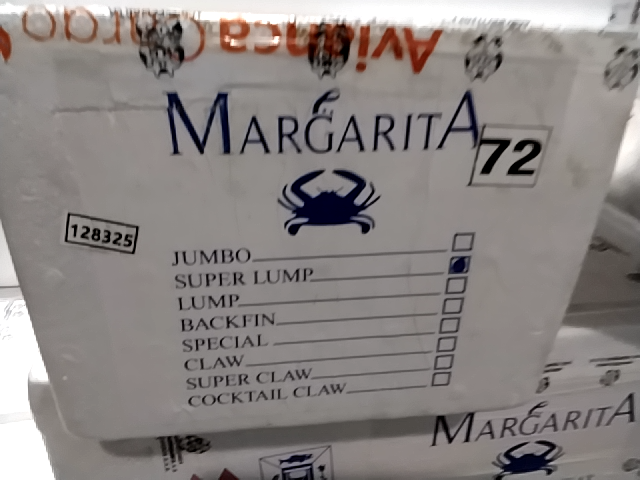 Avianca Cargo
MARGARITA
72
128325
JUMBO
SUPER LUMP
LUMP
BACKFIN
SPECIAL
CLAW
SUPER CLAW
COCKTAIL CLAW
MARGARITA